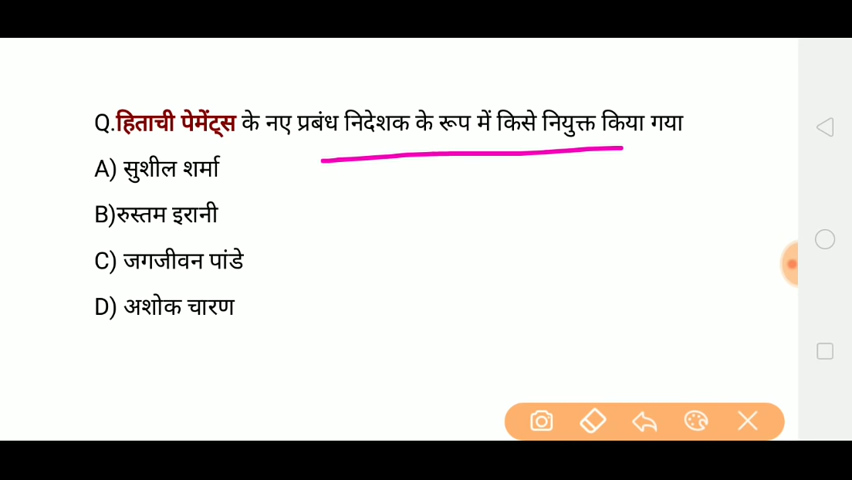 Q.हिताची पेमेंट्स के नए प्रबंध निदेशक के रूप में किसे नियुक्त किया गया
A) सुशील शर्मा
B)रुस्तम इरानी
C) जगजीवन पांडे
D) अशोक चारण